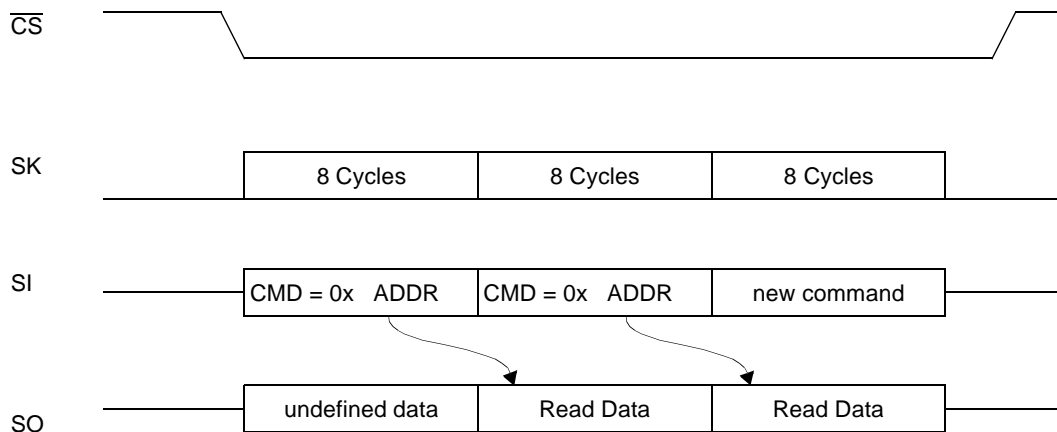 CS
SK
8 Cycles 8 Cycles 8 Cycles
SI
CMD = 0x ADDR CMD = 0x ADDR new command
SO
undefined data Read Data Read Data